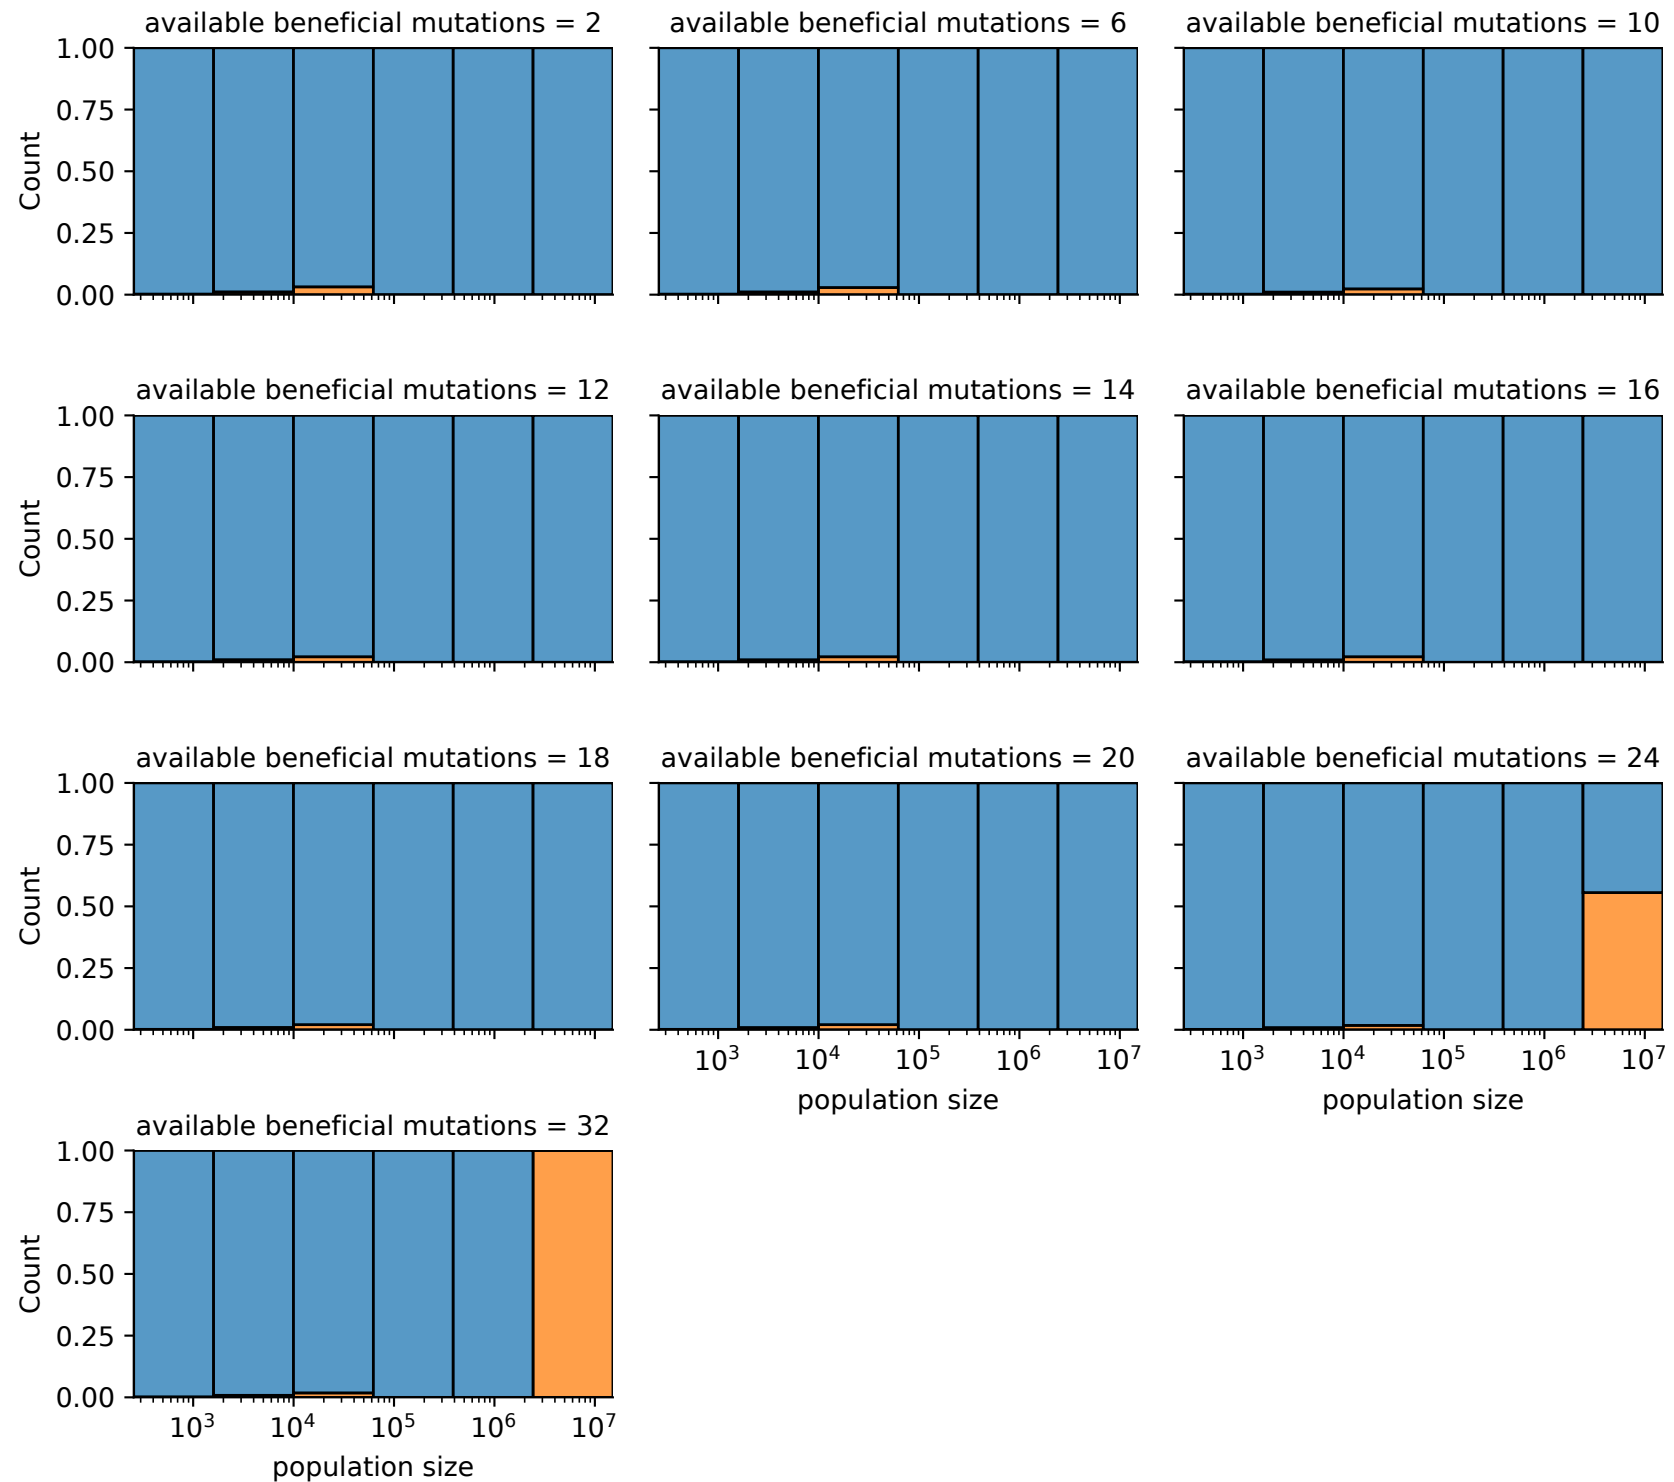 available beneficial mutations = 2
available beneficial mutations = 6
available beneficial mutations = 10
1.00
0.75
0.50
0.25
0.00
Count
available beneficial mutations = 12
available beneficial mutations = 14
available beneficial mutations = 16
1.00
0.75
0.50
0.25
0.00
Count
available beneficial mutations = 18
available beneficial mutations = 20
available beneficial mutations = 24
1.00
0.75
0.50
0.25
0.00
Count
10³ 10⁴ 10⁵ 10⁶ 10⁷
population size
10³ 10⁴ 10⁵ 10⁶ 10⁷
population size
available beneficial mutations = 32
1.00
0.75
0.50
0.25
0.00
Count
10³ 10⁴ 10⁵ 10⁶ 10⁷
population size